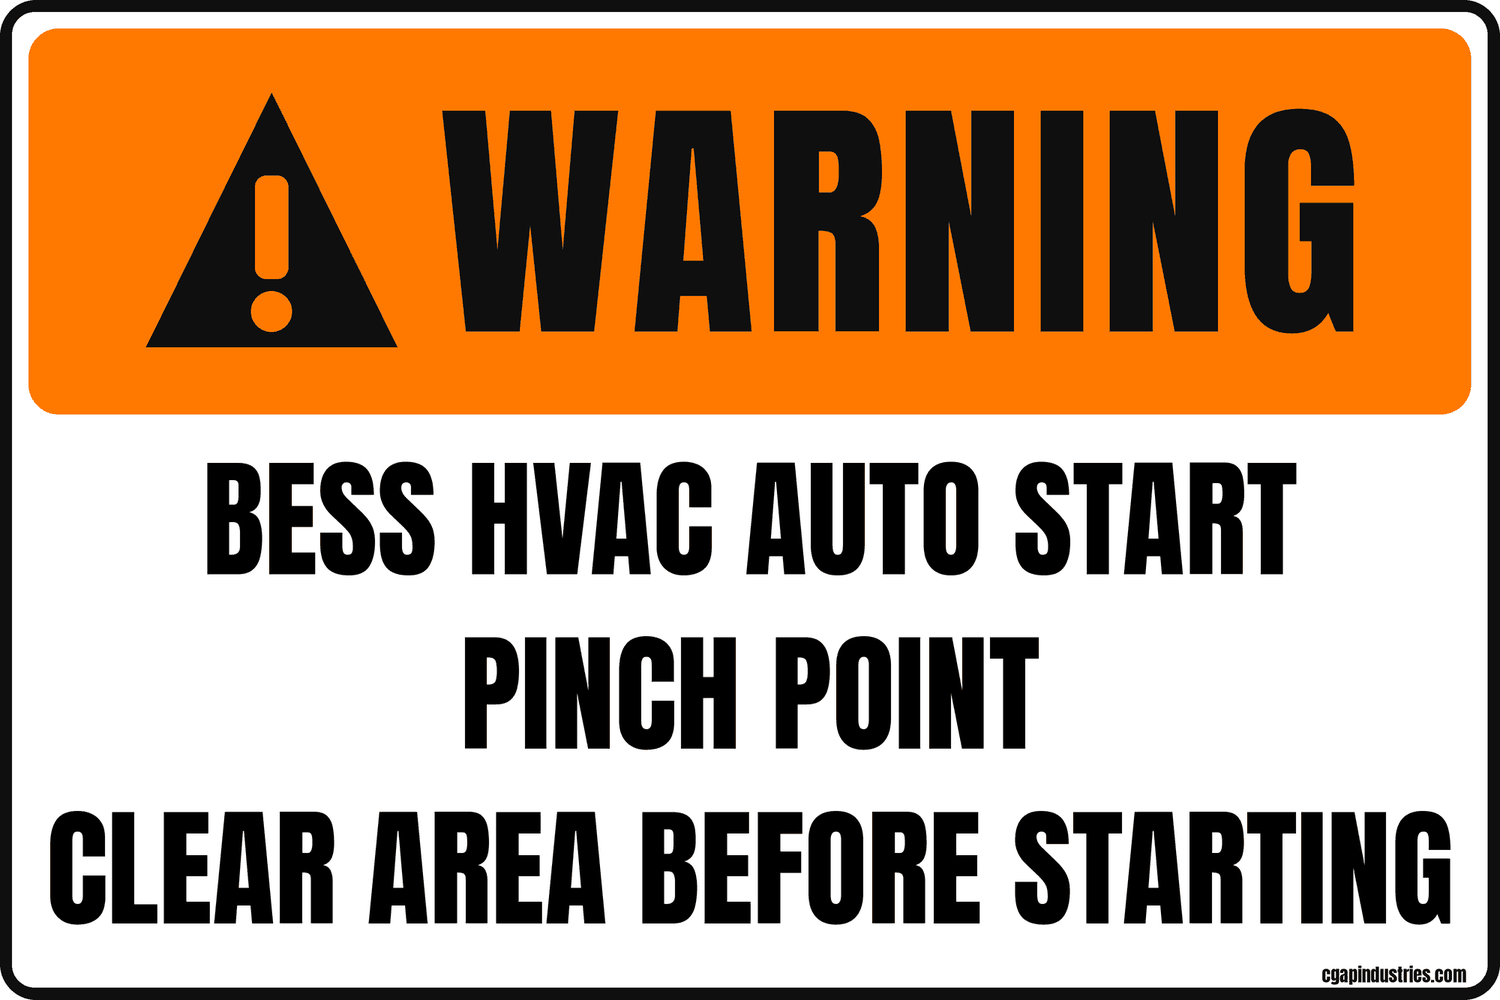 WARNING
BESS HVAC AUTO START
PINCH POINT
CLEAR AREA BEFORE STARTING
cgapindustries.com